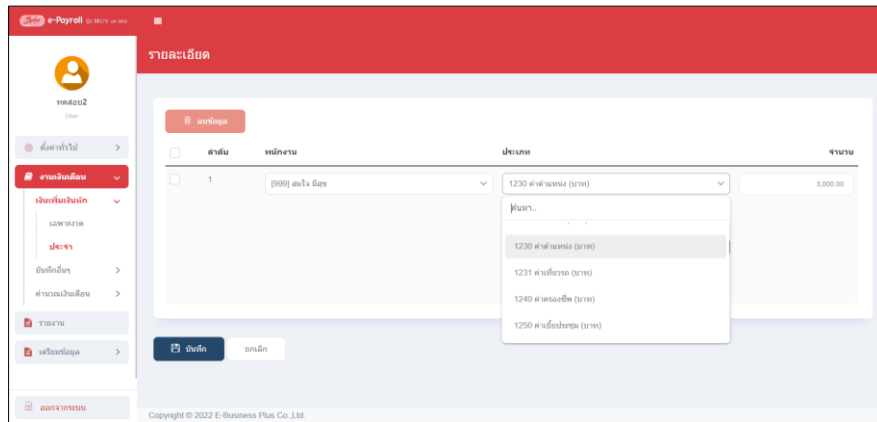 e-Payroll รุ่น Micro
รายละเอียด
ทดสอบ2
User
ลบข้อมูล
ลำดับ พนักงาน ประเภท จำนวน
ตั้งค่าทั่วไป
งานเงินเดือน
1 [999] สมใจ มีสุข 1230 ค่าตำแหน่ง (บาท) 3,000.00
เงินเพิ่มเงินหัก
ค้นหา..
เฉพาะงวด
ประจำ
1230 ค่าตำแหน่ง (บาท)
บันทึกอื่นๆ
1231 ค่าเที่ยวรถ (บาท)
คำนวณเงินเดือน
1240 ค่าครองชีพ (บาท)
รายงาน
1250 ค่าเบี้ยประชุม (บาท)
เตรียมข้อมูล
บันทึก ยกเลิก
ออกจากระบบ
Copyright © 2022 E-Business Plus Co.,Ltd.